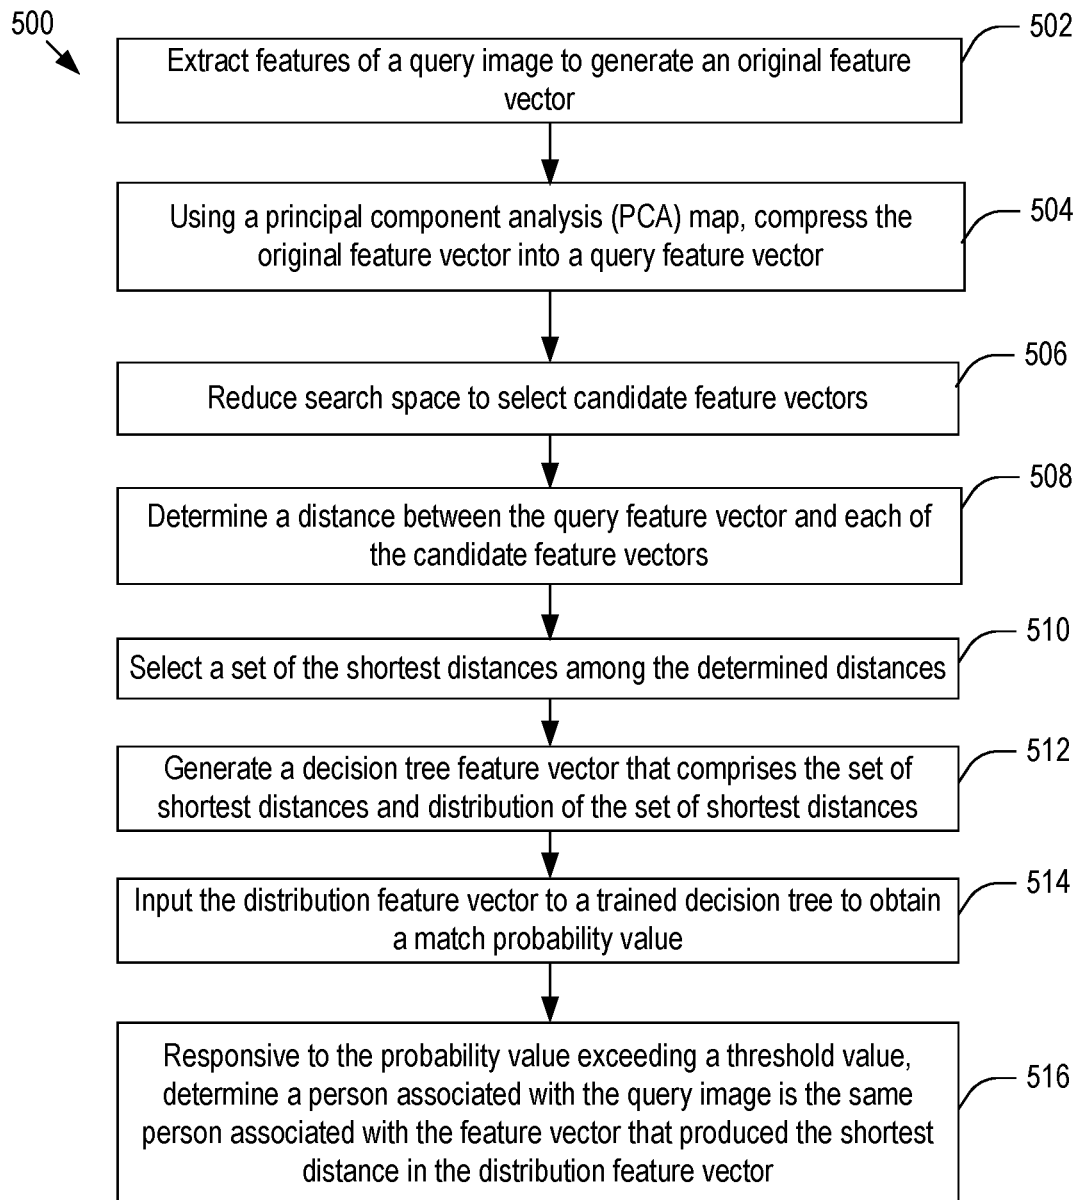 500
502
Extract features of a query image to generate an original feature
vector
504
Using a principal component analysis (PCA) map, compress the
original feature vector into a query feature vector
506
Reduce search space to select candidate feature vectors
508
Determine a distance between the query feature vector and each of
the candidate feature vectors
510
Select a set of the shortest distances among the determined distances
512
Generate a decision tree feature vector that comprises the set of
shortest distances and distribution of the set of shortest distances
514
Input the distribution feature vector to a trained decision tree to obtain
a match probability value
516
Responsive to the probability value exceeding a threshold value,
determine a person associated with the query image is the same
person associated with the feature vector that produced the shortest
distance in the distribution feature vector